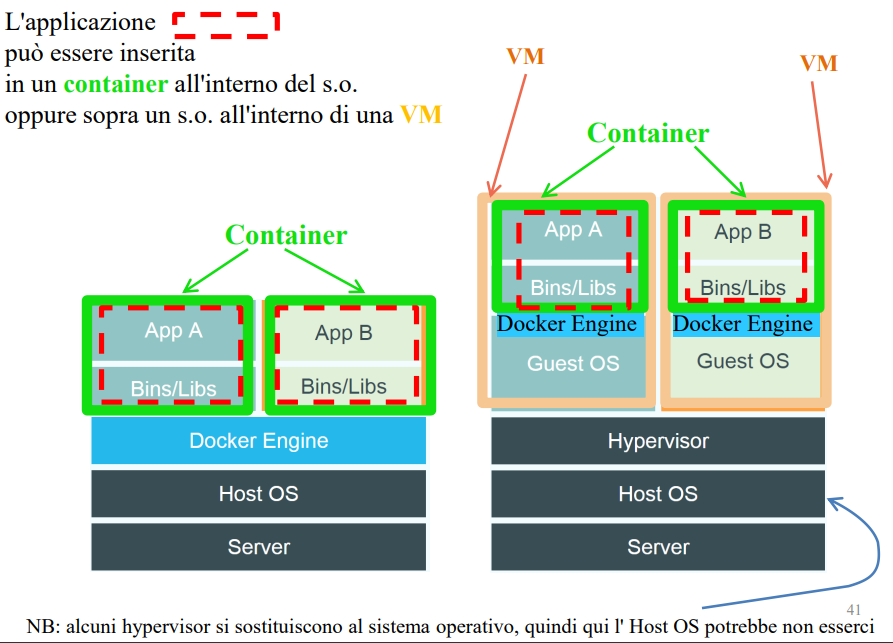 L'applicazione
può essere inserita
in un container all'interno del s.o.
oppure sopra un s.o. all'interno di una VM
Container
App A
Bins/Libs
App B
Bins/Libs
Docker Engine
Host OS
Server
VM
VM
Container
App A
Bins/Libs
Docker Engine
Guest OS
App B
Bins/Libs
Docker Engine
Guest OS
Hypervisor
Host OS
Server
41
NB: alcuni hypervisor si sostituiscono al sistema operativo, quindi qui l' Host OS potrebbe non esserci